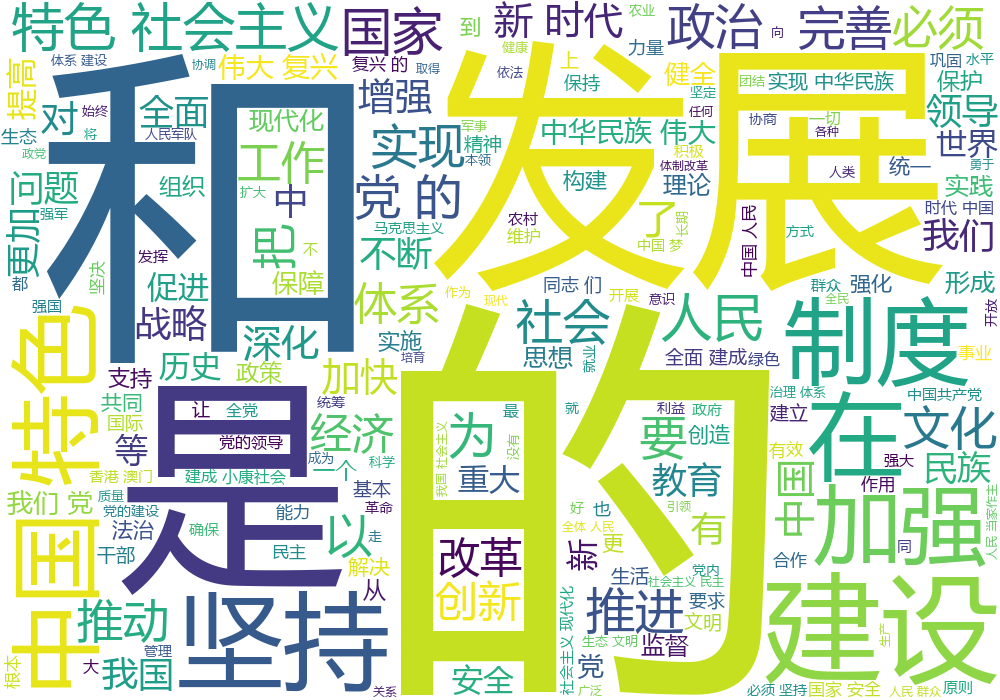 特色 社会主义
国家
新 时代
到
农业
政治
向
完善
必须
体系 建设
协调
伟大 复兴
复兴 的
取得
健康
依法
上
力量
健全
团结
实现 中华民族
巩固
水平
提高
全面
对
始终
增强
保持
坚定
任何
保护
领导
和
发展
现代化
实现
军事
精神
本领
中华民族 伟大
积极
体制改革
协商
一切
各种
世界
生态
政党
将
人民军队
工作
人类
统一
勇于
问题
组织
扩大
中
党 的
构建
理论
实践
强军
马克思主义
农村
维护
了
长期
中国 梦
中国 人民
方式
时代 中国
我们
更加
都
发挥
不
把
不断
坚决
促进
保障
同志 们
群众
强化
形成
强国
战略
体系
作为
现代
开展
意识
全民
开放
社会
人民
制度
深化
实施
培育
思想
就业
全面 建成
绿色
事业
历史
政策
支持
加快
治理 体系
中国共产党
特色
共同
国际
让
全党
统筹
最
就
利益
政府
建立
在
文化
是
的
为
要
创造
等
党的领导
经济
我国 社会主义
没有
有效
强大
民族
香港 澳门
建成 小康社会
成为
一个
科学
重大
教育
中国
作用
我们 党
质量
党的建设
基本
革命
好
也
引领
有
加强
人民 当家作主
中国
法治
确保
能力
以
走
全体 人民
干部
民主
解决
改革
新
更
党内
合作
同
推动
坚持
从
创新
生活
社会主义 民主
要求
推进
文明
建设
生产
社会主义 现代化
生态 文明
监督
管理
根本
大
我国
关系
安全
党
广泛
必须 坚持
国家 安全
人民 群众
原则